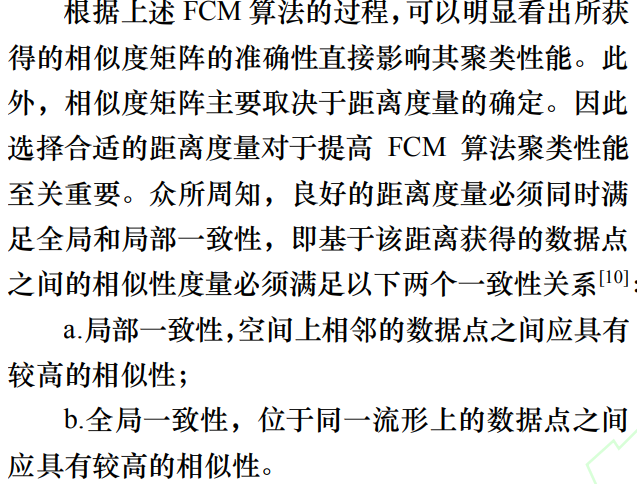 根据上述 FCM 算法的过程,可以明显看出所获
得的相似度矩阵的准确性直接影响其聚类性能。此
外，相似度矩阵主要取决于距离度量的确定。因此
选择合适的距离度量对于提高 FCM 算法聚类性能
至关重要。众所周知，良好的距离度量必须同时满
足全局和局部一致性，即基于该距离获得的数据点
之间的相似性度量必须满足以下两个一致性关系[10]:
a.局部一致性,空间上相邻的数据点之间应具有
较高的相似性；
b.全局一致性，位于同一流形上的数据点之间
应具有较高的相似性。